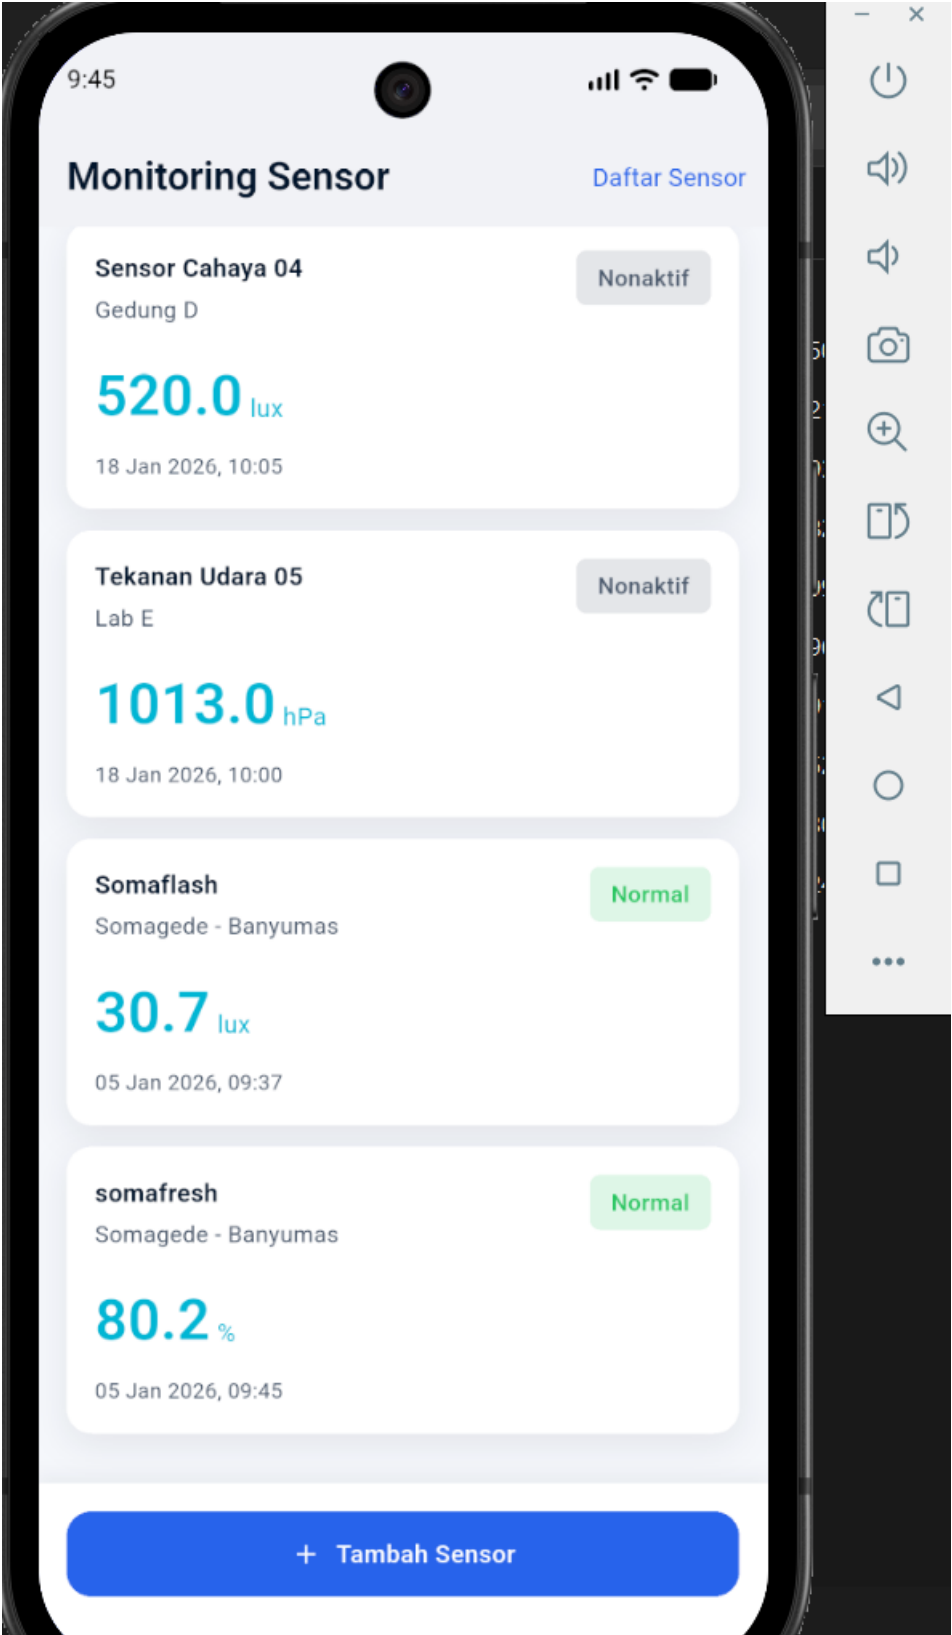 9:45
Monitoring Sensor
Daftar Sensor
Sensor Cahaya 04
Nonaktif
Gedung D
520.0 lux
18 Jan 2026, 10:05
Tekanan Udara 05
Nonaktif
Lab E
1013.0 hPa
18 Jan 2026, 10:00
Somaflash
Normal
Somagede - Banyumas
30.7 lux
05 Jan 2026, 09:37
somafresh
Normal
Somagede - Banyumas
80.2 %
05 Jan 2026, 09:45
+ Tambah Sensor